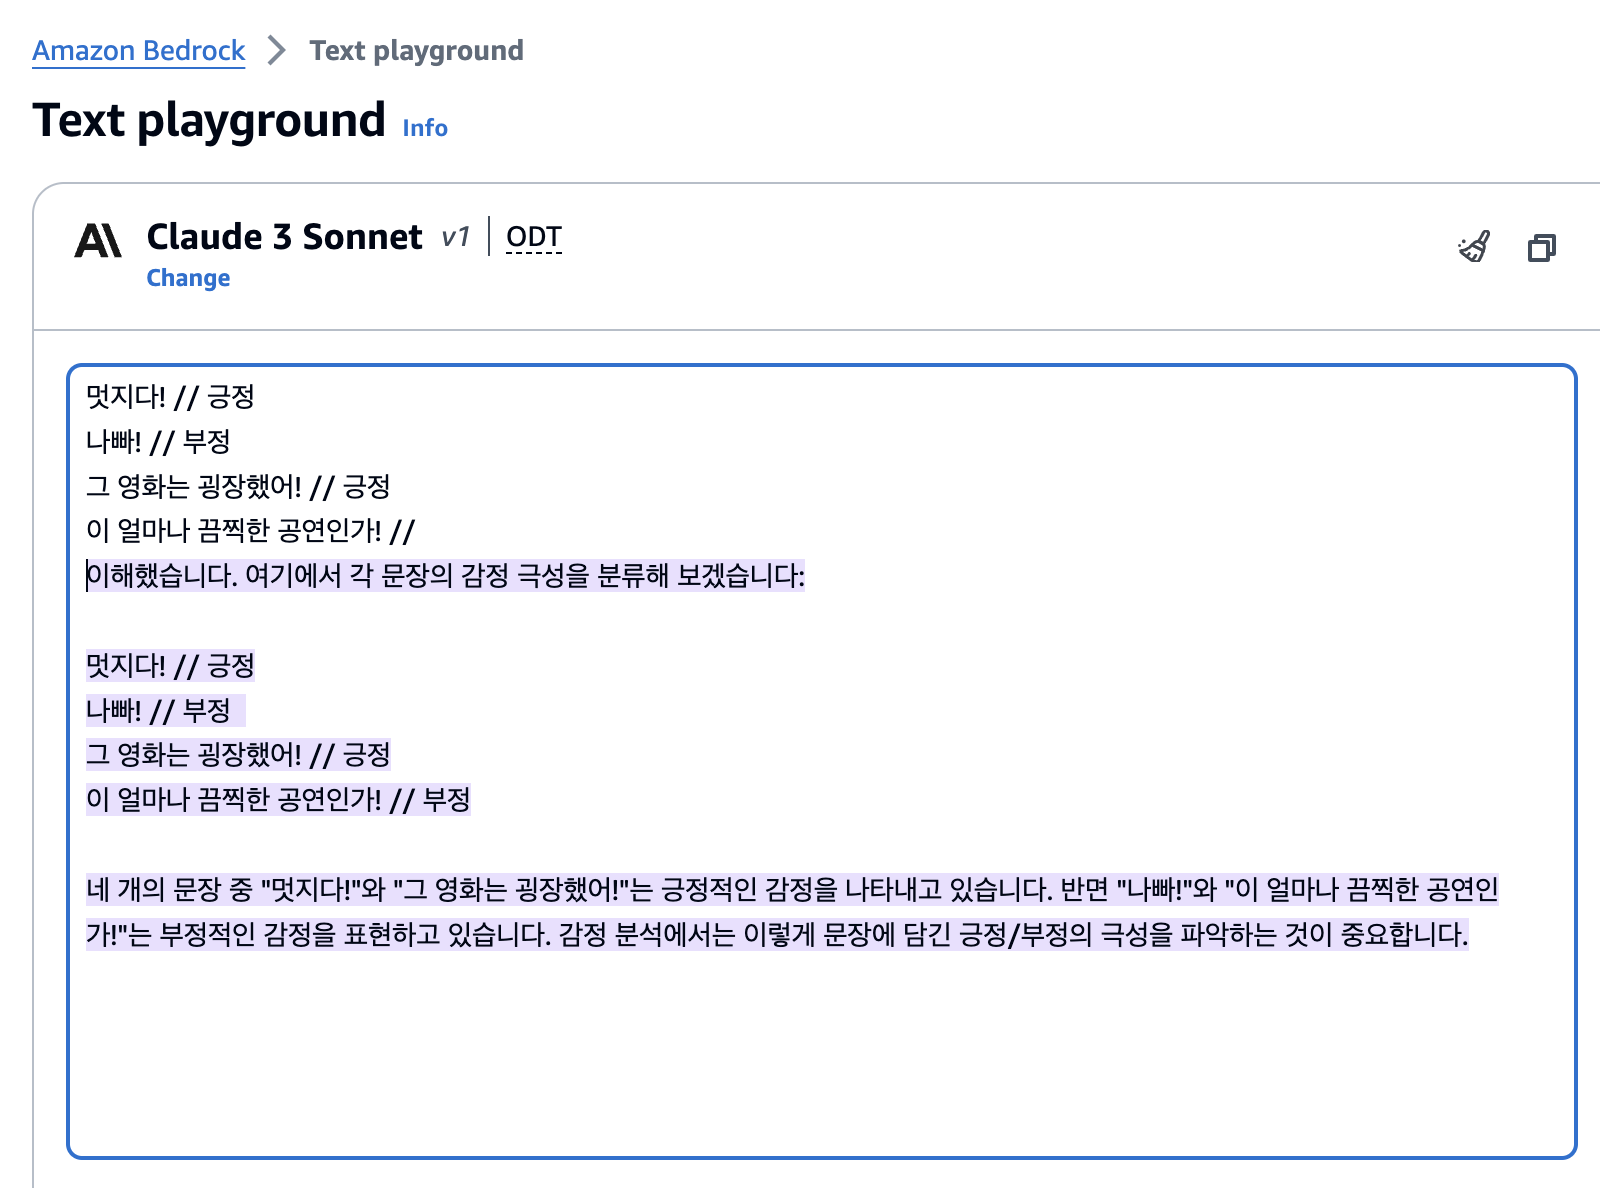 Amazon Bedrock > Text playground
Text playground Info
Claude 3 Sonnet v1 | ODT
Change
멋지다! // 긍정
나빠! // 부정
그 영화는 굉장했어! // 긍정
이 얼마나 끔찍한 공연인가! //
이해했습니다. 여기에서 각 문장의 감정 극성을 분류해 보겠습니다:
멋지다! // 긍정
나빠! // 부정
그 영화는 굉장했어! // 긍정
이 얼마나 끔찍한 공연인가! // 부정
네 개의 문장 중 "멋지다!"와 "그 영화는 굉장했어!"는 긍정적인 감정을 나타내고 있습니다. 반면 "나빠!"와 "이 얼마나 끔찍한 공연인
가!"는 부정적인 감정을 표현하고 있습니다. 감정 분석에서는 이렇게 문장에 담긴 긍정/부정의 극성을 파악하는 것이 중요합니다.